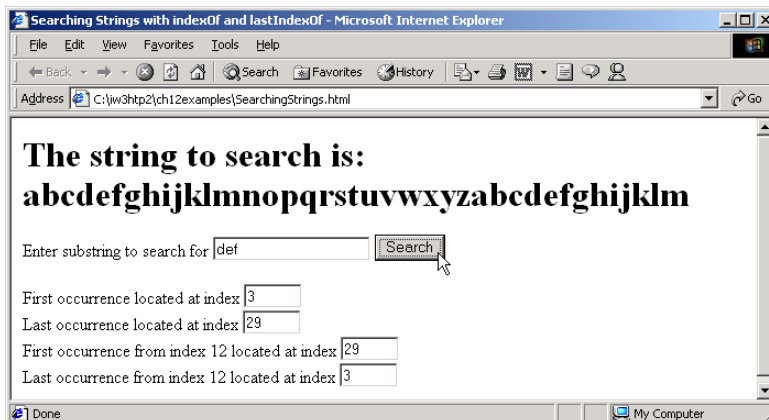 Searching Strings with indexOf and lastIndexOf - Microsoft Internet Explorer
File Edit View Favorites Tools Help
Back Search Favorites History
Address C:\iw3htp2\ch12examples\SearchingStrings.html Go
The string to search is:
abcdefghijklmnopqrstuvwxyzabcdefghijklm
Enter substring to search for def Search
First occurrence located at index 3
Last occurrence located at index 29
First occurrence from index 12 located at index 29
Last occurrence from index 12 located at index 3
Done My Computer